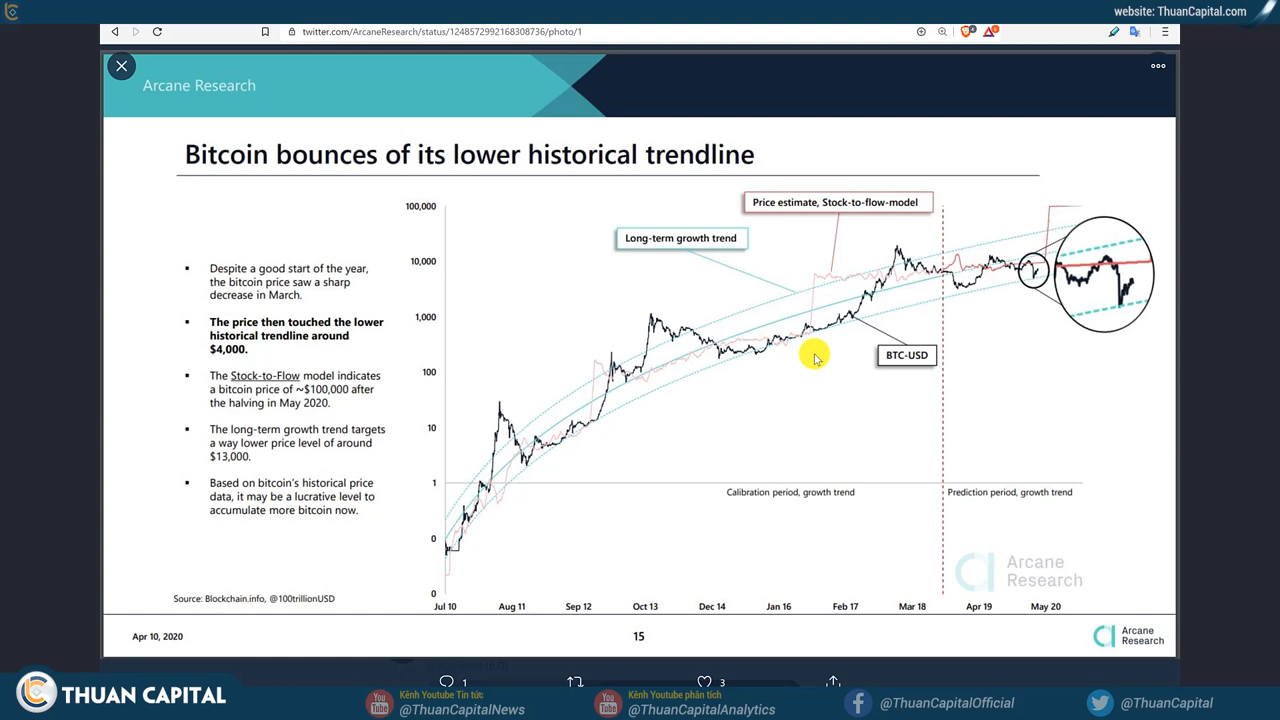 website: ThuanCapital.com
twitter.com/ArcaneResearch/status/1248572992168308736/photo/1
Arcane Research
Bitcoin bounces of its lower historical trendline
Despite a good start of the year,
the bitcoin price saw a sharp
decrease in March.
The price then touched the lower
historical trendline around
$4,000.
The Stock-to-Flow model indicates
a bitcoin price of ~$100,000 after
the halving in May 2020.
The long-term growth trend targets
a way lower price level of around
$13,000.
Based on bitcoin's historical price
data, it may be a lucrative level to
accumulate more bitcoin now.
100,000
10,000
1,000
100
10
1
0
0
Price estimate, Stock-to-flow-model
Long-term growth trend
BTC-USD
Calibration period, growth trend
Prediction period, growth trend
Arcane
Research
Jul 10 Aug 11 Sep 12 Oct 13 Dec 14 Jan 16 Feb 17 Mar 18 Apr 19 May 20
Source: Blockchain.info, @100trillionUSD
Apr 10, 2020
15
Arcane
Research
1
3
THUAN CAPITAL
Kênh Youtube Tin tức
@ThuanCapitalNews
Kênh Youtube phân tích
@ThuanCapitalAnalytics
@ThuanCapitalOfficial
@ThuanCapital